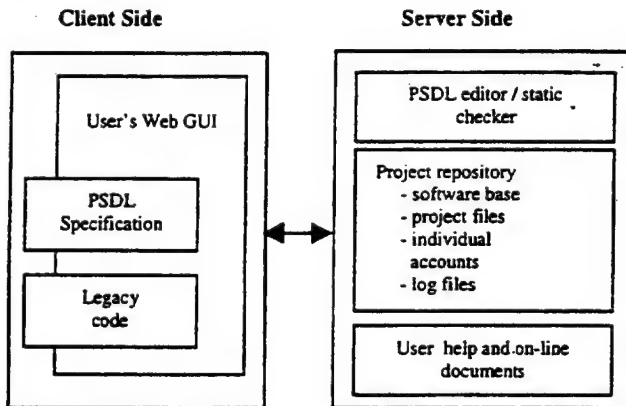 Client Side
Server Side
User's Web GUI
PSDL
Specification
Legacy
code
PSDL editor / static
checker
Project repository
- software base
- project files
- individual
accounts
- log files
User help and on-line
documents